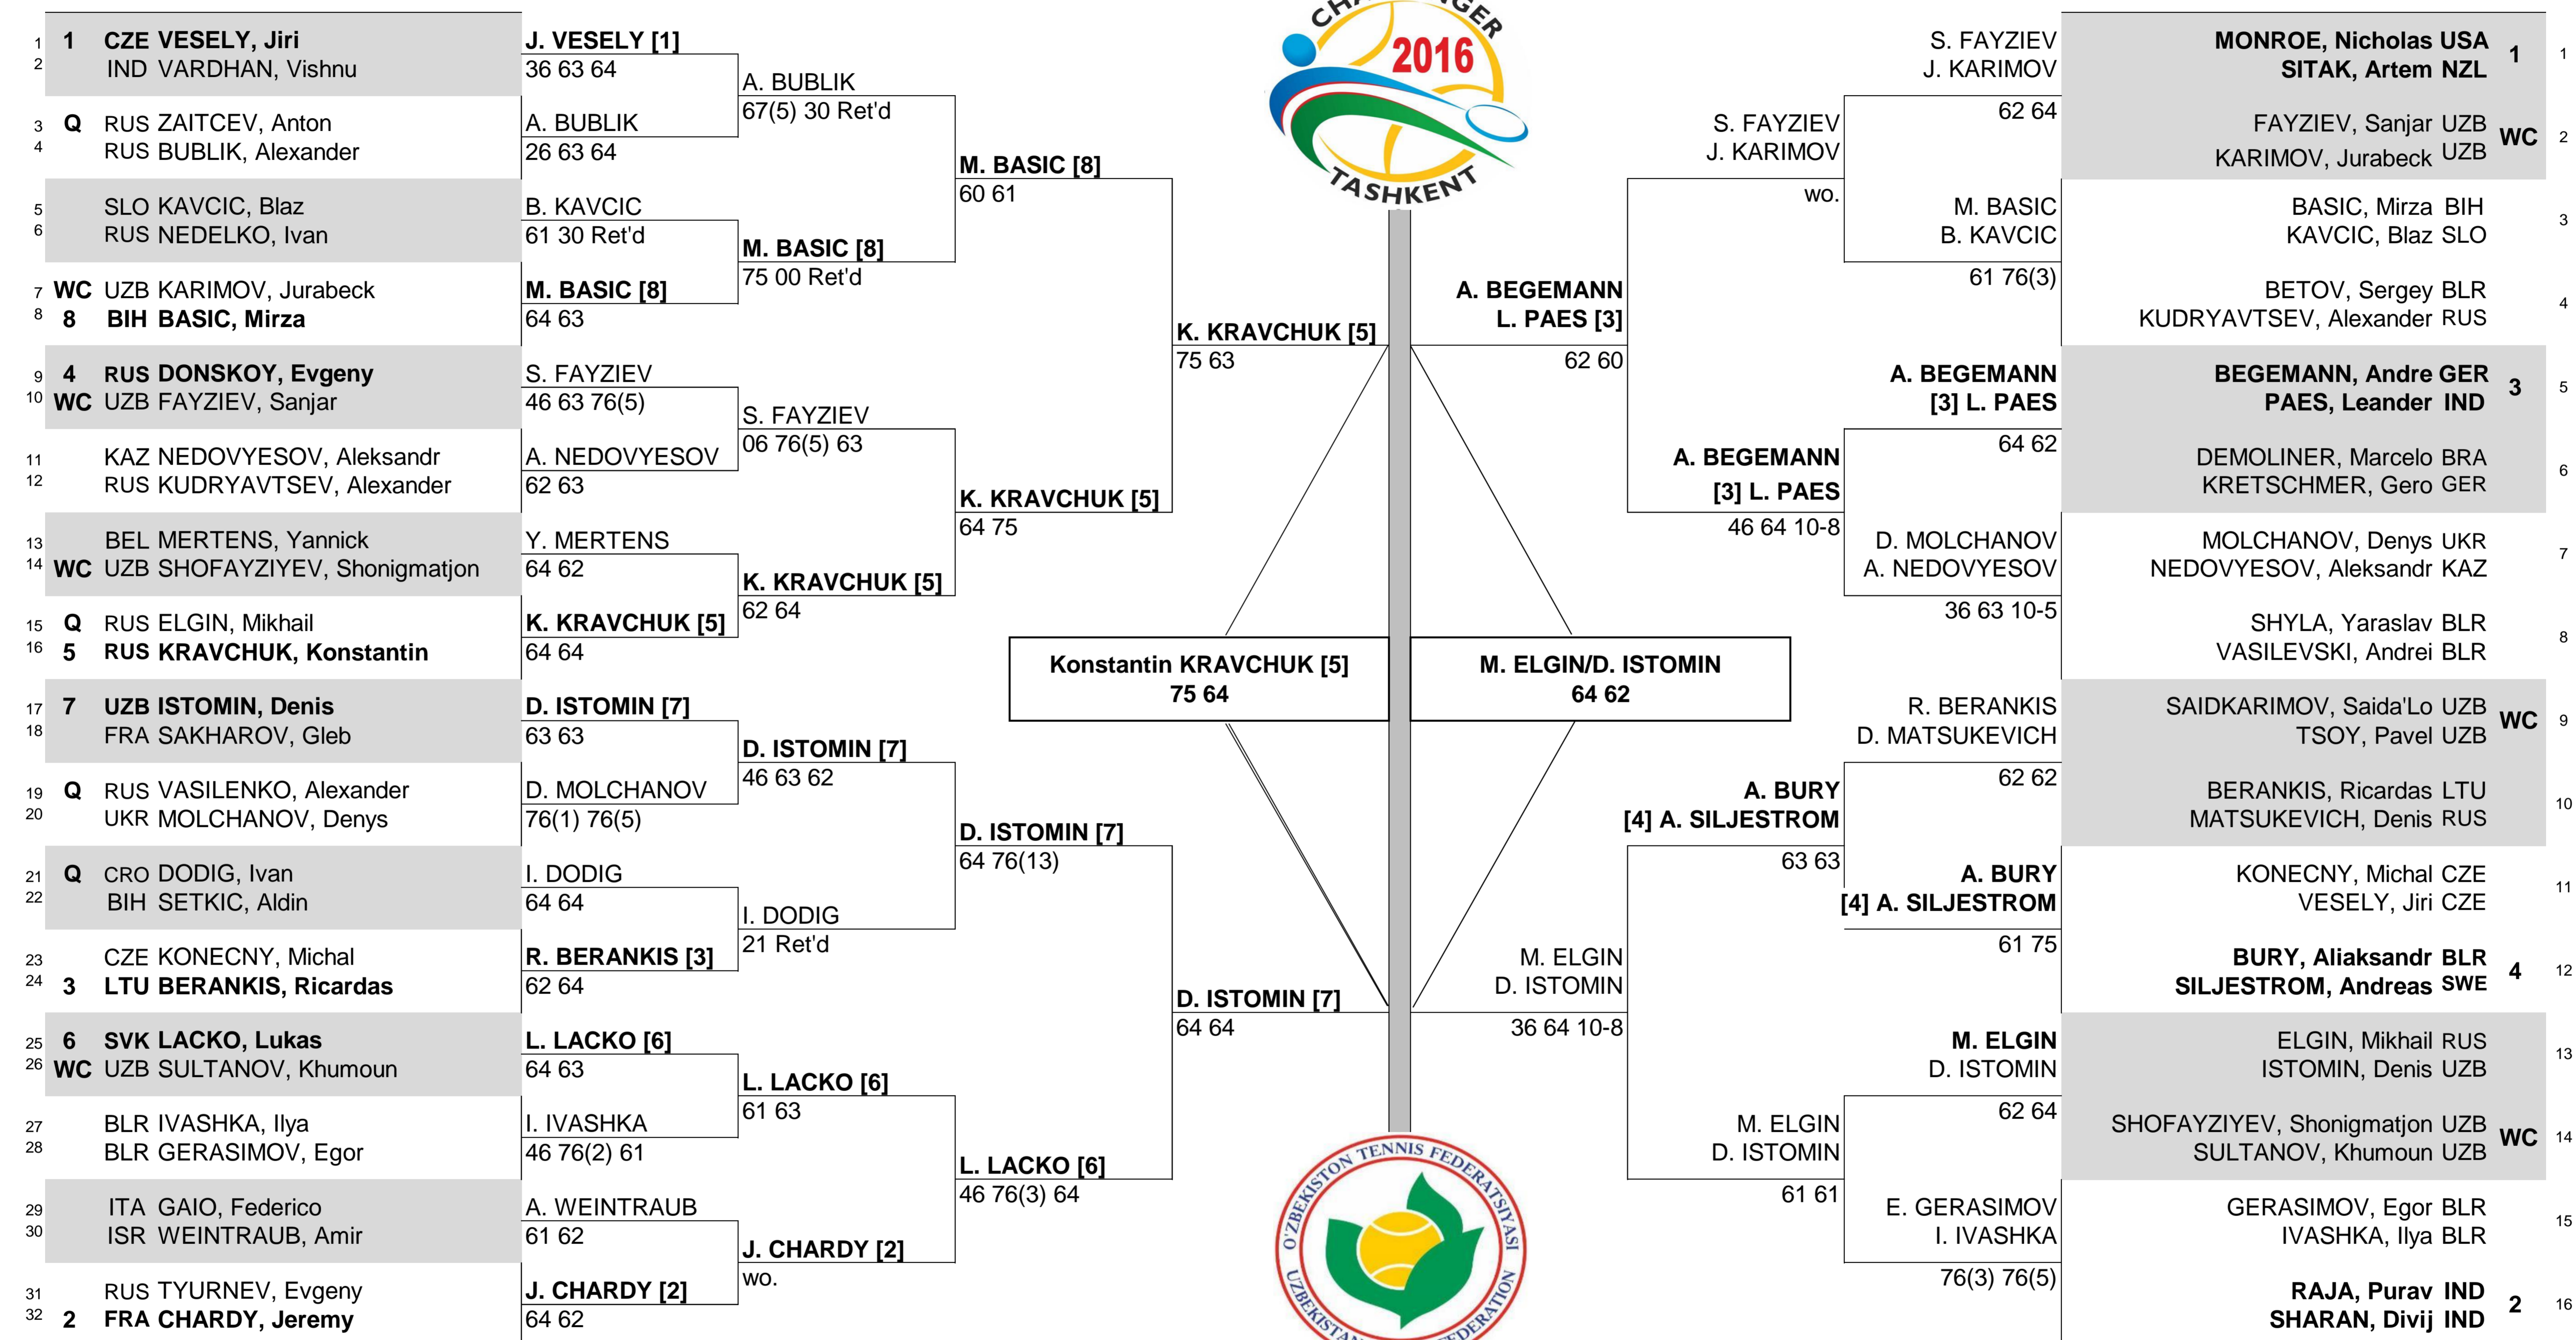 CHALLENGER
2016
TASHKENT
1 1 CZE VESELY, Jiri
2 IND VARDHAN, Vishnu
3 Q RUS ZAITCEV, Anton
4 RUS BUBLIK, Alexander
5 SLO KAVCIC, Blaz
6 RUS NEDELKO, Ivan
7 WC UZB KARIMOV, Jurabeck
8 8 BIH BASIC, Mirza
9 4 RUS DONSKOY, Evgeny
10 WC UZB FAYZIEV, Sanjar
11 KAZ NEDOVYESOV, Aleksandr
12 RUS KUDRYAVTSEV, Alexander
13 BEL MERTENS, Yannick
14 WC UZB SHOFAYZIYEV, Shonigmatjon
15 Q RUS ELGIN, Mikhail
16 5 RUS KRAVCHUK, Konstantin
17 7 UZB ISTOMIN, Denis
18 FRA SAKHAROV, Gleb
19 Q RUS VASILENKO, Alexander
20 UKR MOLCHANOV, Denys
21 Q CRO DODIG, Ivan
22 BIH SETKIC, Aldin
23 CZE KONECNY, Michal
24 3 LTU BERANKIS, Ricardas
25 6 SVK LACKO, Lukas
26 WC UZB SULTANOV, Khumoun
27 BLR IVASHKA, Ilya
28 BLR GERASIMOV, Egor
29 ITA GAIO, Federico
30 ISR WEINTRAUB, Amir
31 RUS TYURNEV, Evgeny
32 2 FRA CHARDY, Jeremy
J. VESELY [1]
36 63 64
A. BUBLIK
26 63 64
B. KAVCIC
61 30 Ret'd
M. BASIC [8]
64 63
S. FAYZIEV
46 63 76(5)
A. NEDOVYESOV
62 63
Y. MERTENS
64 62
K. KRAVCHUK [5]
64 64
D. ISTOMIN [7]
63 63
D. MOLCHANOV
76(1) 76(5)
I. DODIG
64 64
R. BERANKIS [3]
62 64
L. LACKO [6]
64 63
I. IVASHKA
46 76(2) 61
A. WEINTRAUB
61 62
J. CHARDY [2]
64 62
A. BUBLIK
67(5) 30 Ret'd
M. BASIC [8]
75 00 Ret'd
S. FAYZIEV
06 76(5) 63
K. KRAVCHUK [5]
62 64
D. ISTOMIN [7]
46 63 62
I. DODIG
21 Ret'd
L. LACKO [6]
61 63
J. CHARDY [2]
wo.
M. BASIC [8]
60 61
K. KRAVCHUK [5]
64 75
D. ISTOMIN [7]
64 76(13)
L. LACKO [6]
46 76(3) 64
K. KRAVCHUK [5]
75 63
D. ISTOMIN [7]
64 64
Konstantin KRAVCHUK [5]
75 64
M. ELGIN/D. ISTOMIN
64 62
A. BEGEMANN
L. PAES [3]
62 60
M. ELGIN
D. ISTOMIN
36 64 10-8
S. FAYZIEV
J. KARIMOV
wo.
A. BEGEMANN
[3] L. PAES
46 64 10-8
A. BURY
[4] A. SILJESTROM
63 63
M. ELGIN
D. ISTOMIN
61 61
S. FAYZIEV
J. KARIMOV
62 64
M. BASIC
B. KAVCIC
61 76(3)
A. BEGEMANN
[3] L. PAES
64 62
D. MOLCHANOV
A. NEDOVYESOV
36 63 10-5
R. BERANKIS
D. MATSUKEVICH
62 62
A. BURY
[4] A. SILJESTROM
61 75
M. ELGIN
D. ISTOMIN
62 64
E. GERASIMOV
I. IVASHKA
76(3) 76(5)
MONROE, Nicholas USA
SITAK, Artem NZL
1 1
FAYZIEV, Sanjar UZB
KARIMOV, Jurabeck UZB
WC 2
BASIC, Mirza BIH
KAVCIC, Blaz SLO
3
BETOV, Sergey BLR
KUDRYAVTSEV, Alexander RUS
4
BEGEMANN, Andre GER
PAES, Leander IND
3 5
DEMOLINER, Marcelo BRA
KRETSCHMER, Gero GER
6
MOLCHANOV, Denys UKR
NEDOVYESOV, Aleksandr KAZ
7
SHYLA, Yaraslav BLR
VASILEVSKI, Andrei BLR
8
SAIDKARIMOV, Saida'Lo UZB
TSOY, Pavel UZB
WC 9
BERANKIS, Ricardas LTU
MATSUKEVICH, Denis RUS
10
KONECNY, Michal CZE
VESELY, Jiri CZE
11
BURY, Aliaksandr BLR
SILJESTROM, Andreas SWE
4 12
ELGIN, Mikhail RUS
ISTOMIN, Denis UZB
13
SHOFAYZIYEV, Shonigmatjon UZB
SULTANOV, Khumoun UZB
WC 14
GERASIMOV, Egor BLR
IVASHKA, Ilya BLR
15
RAJA, Purav IND
SHARAN, Divij IND
2 16
O'ZBEKISTON TENNIS FEDERATSIYASI